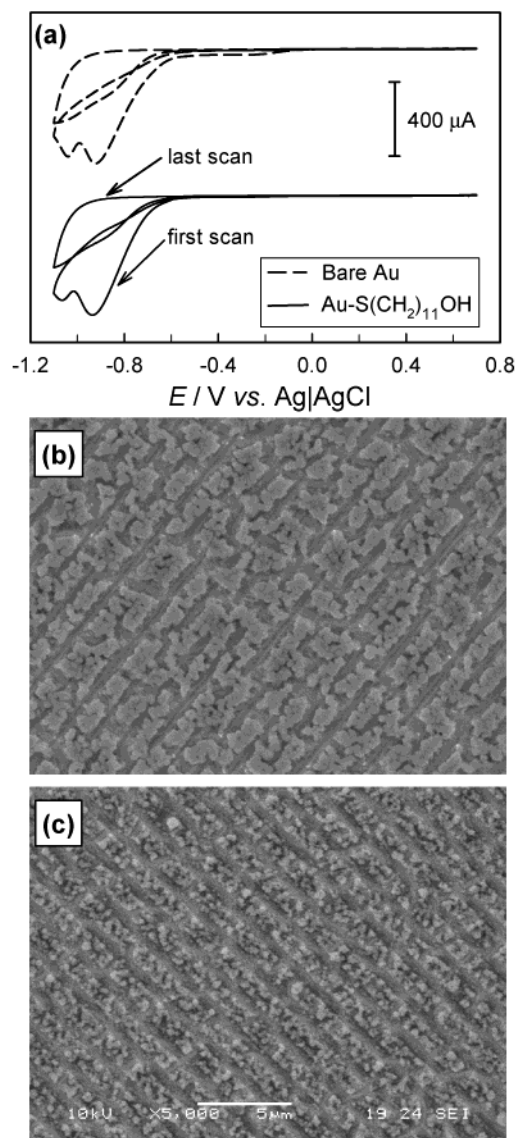 (a)
400 µA
last scan
first scan
Bare Au
Au-S(CH₂)₁₁OH
-1.2 -0.8 -0.4 0.0 0.4 0.8
E / V vs. Ag|AgCl
(b)
(c)
10kV X5,000 5µm 19 24 SEI